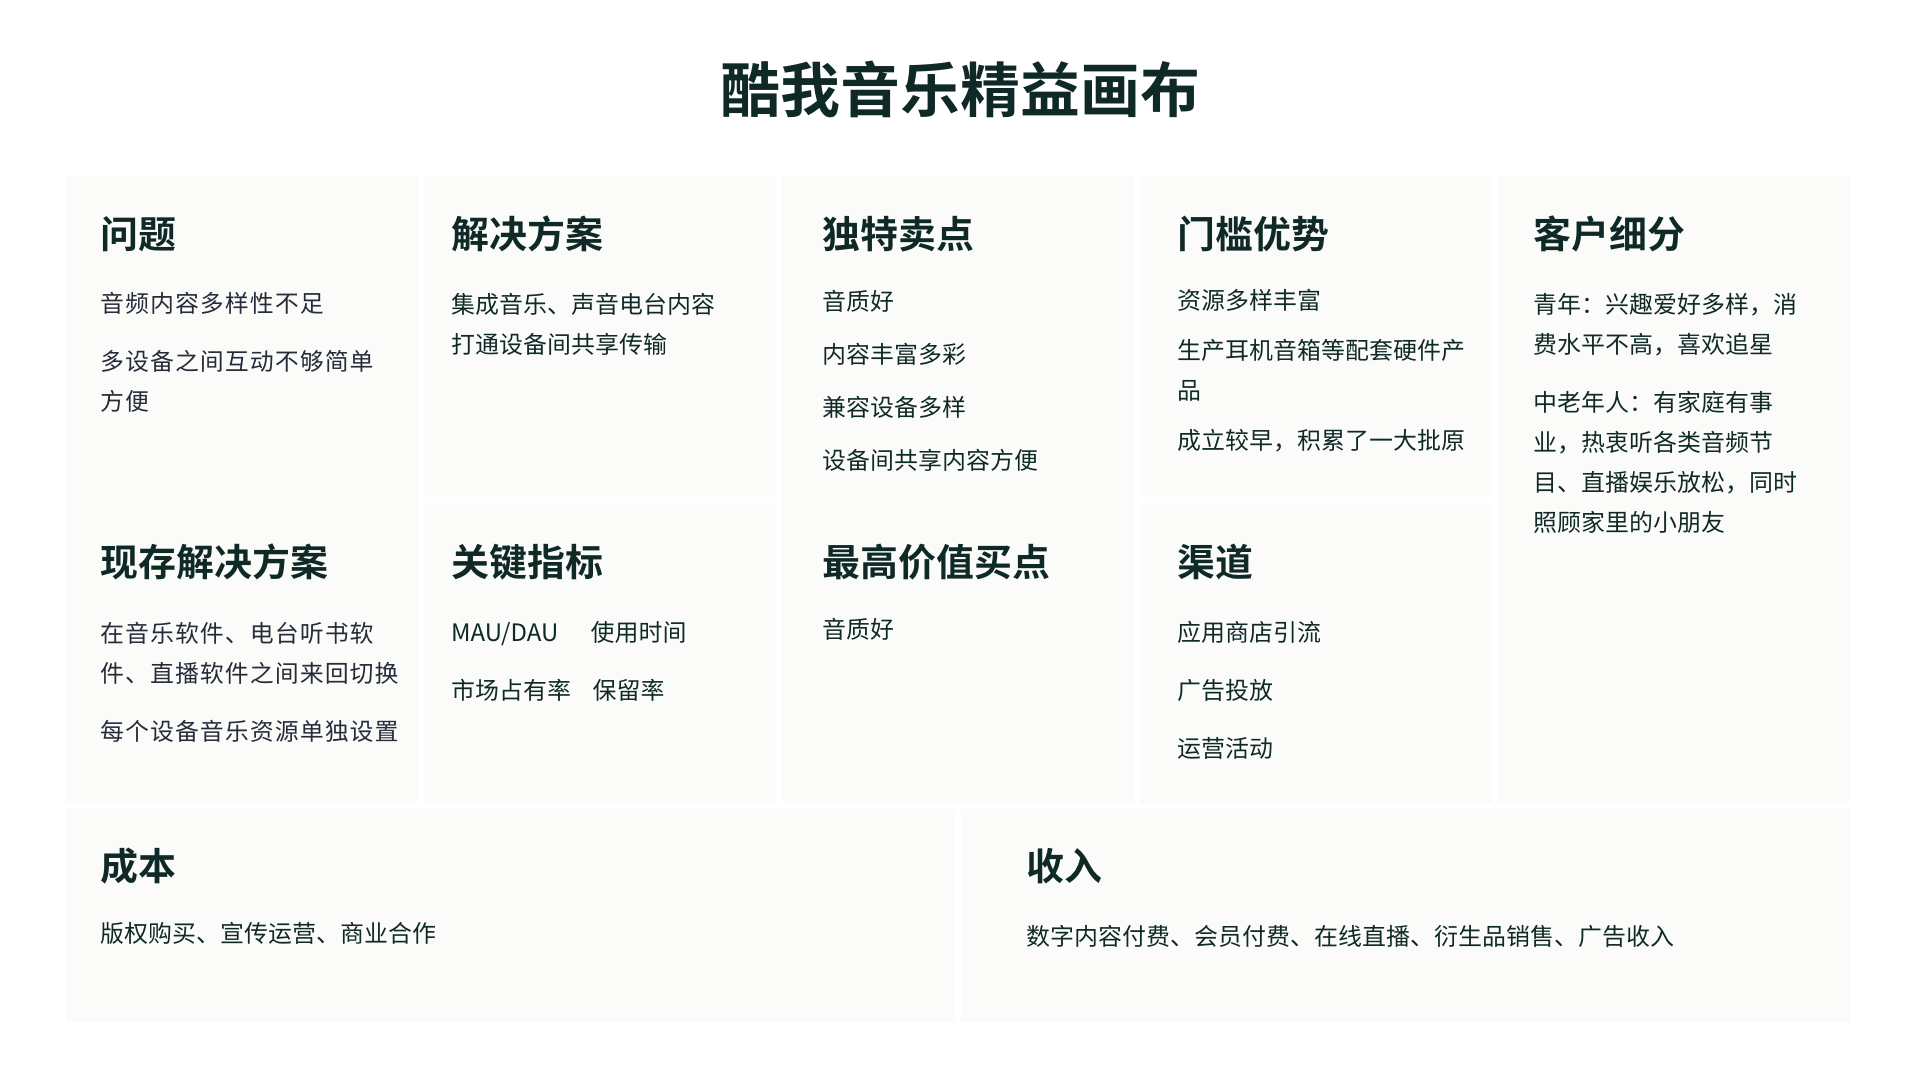 酷我音乐精益画布
问题
音频内容多样性不足
多设备之间互动不够简单
方便
现存解决方案
在音乐软件、电台听书软
件、直播软件之间来回切换
每个设备音乐资源单独设置
解决方案
集成音乐、声音电台内容
打通设备间共享传输
关键指标
MAU/DAU 使用时间
市场占有率 保留率
独特卖点
音质好
内容丰富多彩
兼容设备多样
设备间共享内容方便
最高价值买点
音质好
门槛优势
资源多样丰富
生产耳机音箱等配套硬件产
品
成立较早，积累了一大批原
渠道
应用商店引流
广告投放
运营活动
客户细分
青年：兴趣爱好多样，消
费水平不高，喜欢追星
中老年人：有家庭有事
业，热衷听各类音频节
目、直播娱乐放松，同时
照顾家里的小朋友
成本
版权购买、宣传运营、商业合作
收入
数字内容付费、会员付费、在线直播、衍生品销售、广告收入